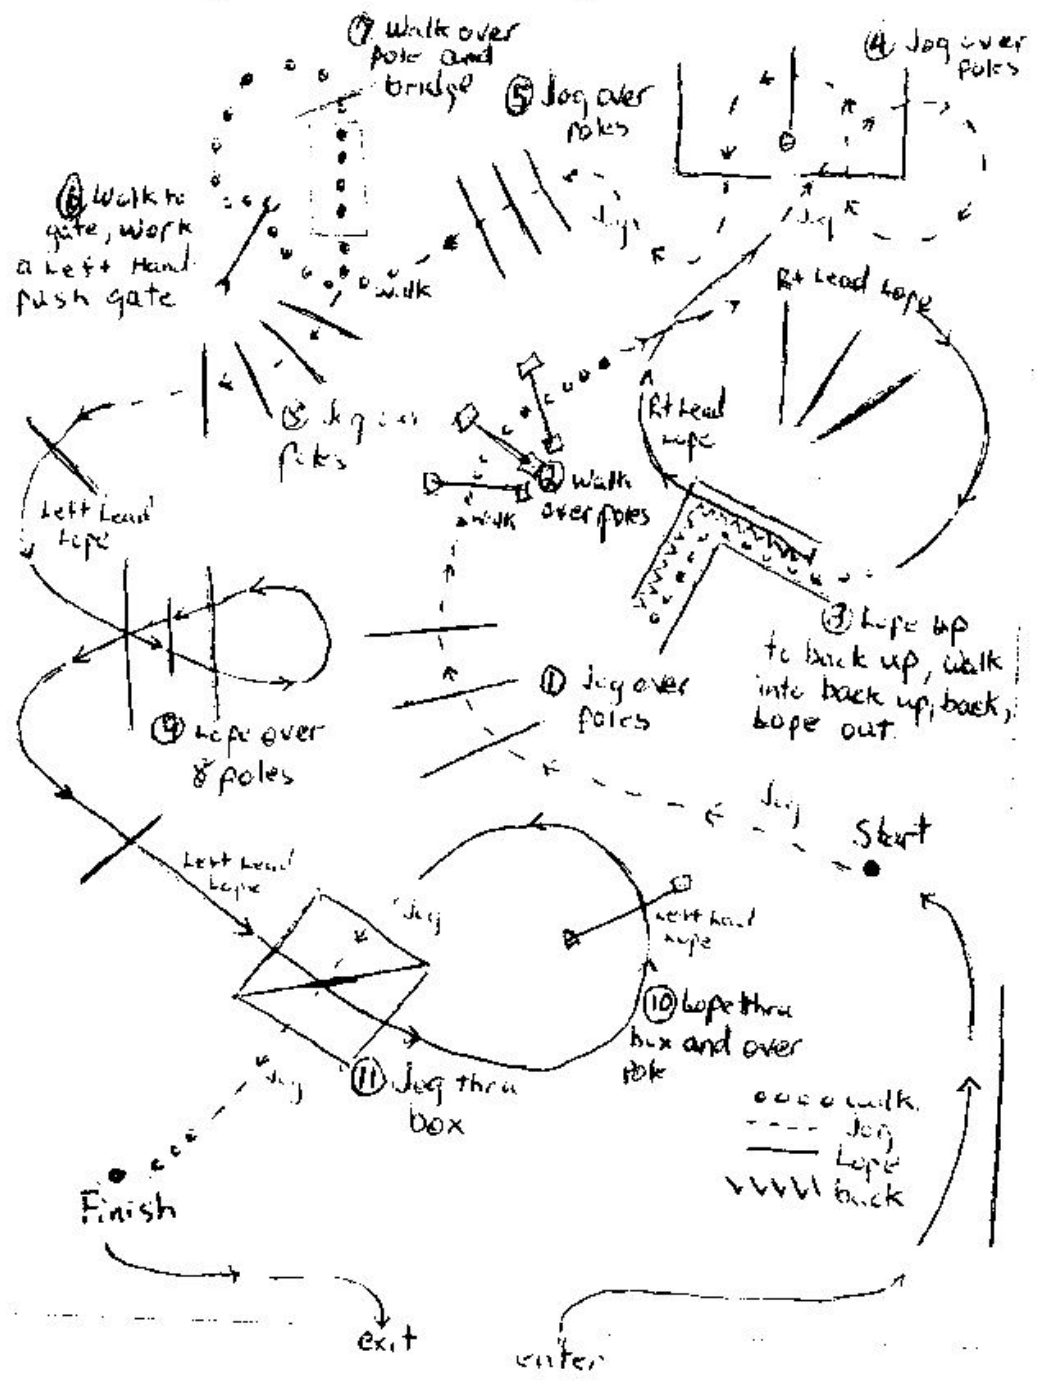 ⑦ Walk over
pole and
bridge
④ Jog over
poles
⑤ Jog over
poles
⑥ Walk to
gate, work
a Left Hand
push gate
Jog
Jog
walk
Rt Lead Lope
Rt Lead
Lope
⑧ Jog over
poles
② Walk
over poles
walk
Left Lead
Lope
③ Lope up
to back up, walk
into back up, back,
Lope out.
① Jog over
poles
⑨ Lope over
8 poles
Jog
Start
Left Lead
Lope
Jog
Left Lead
Lope
⑩ Lope thru
box and over
pole
⑪ Jog thru
box
Jog
walk
Jog
Lope
back
Finish
exit
enter